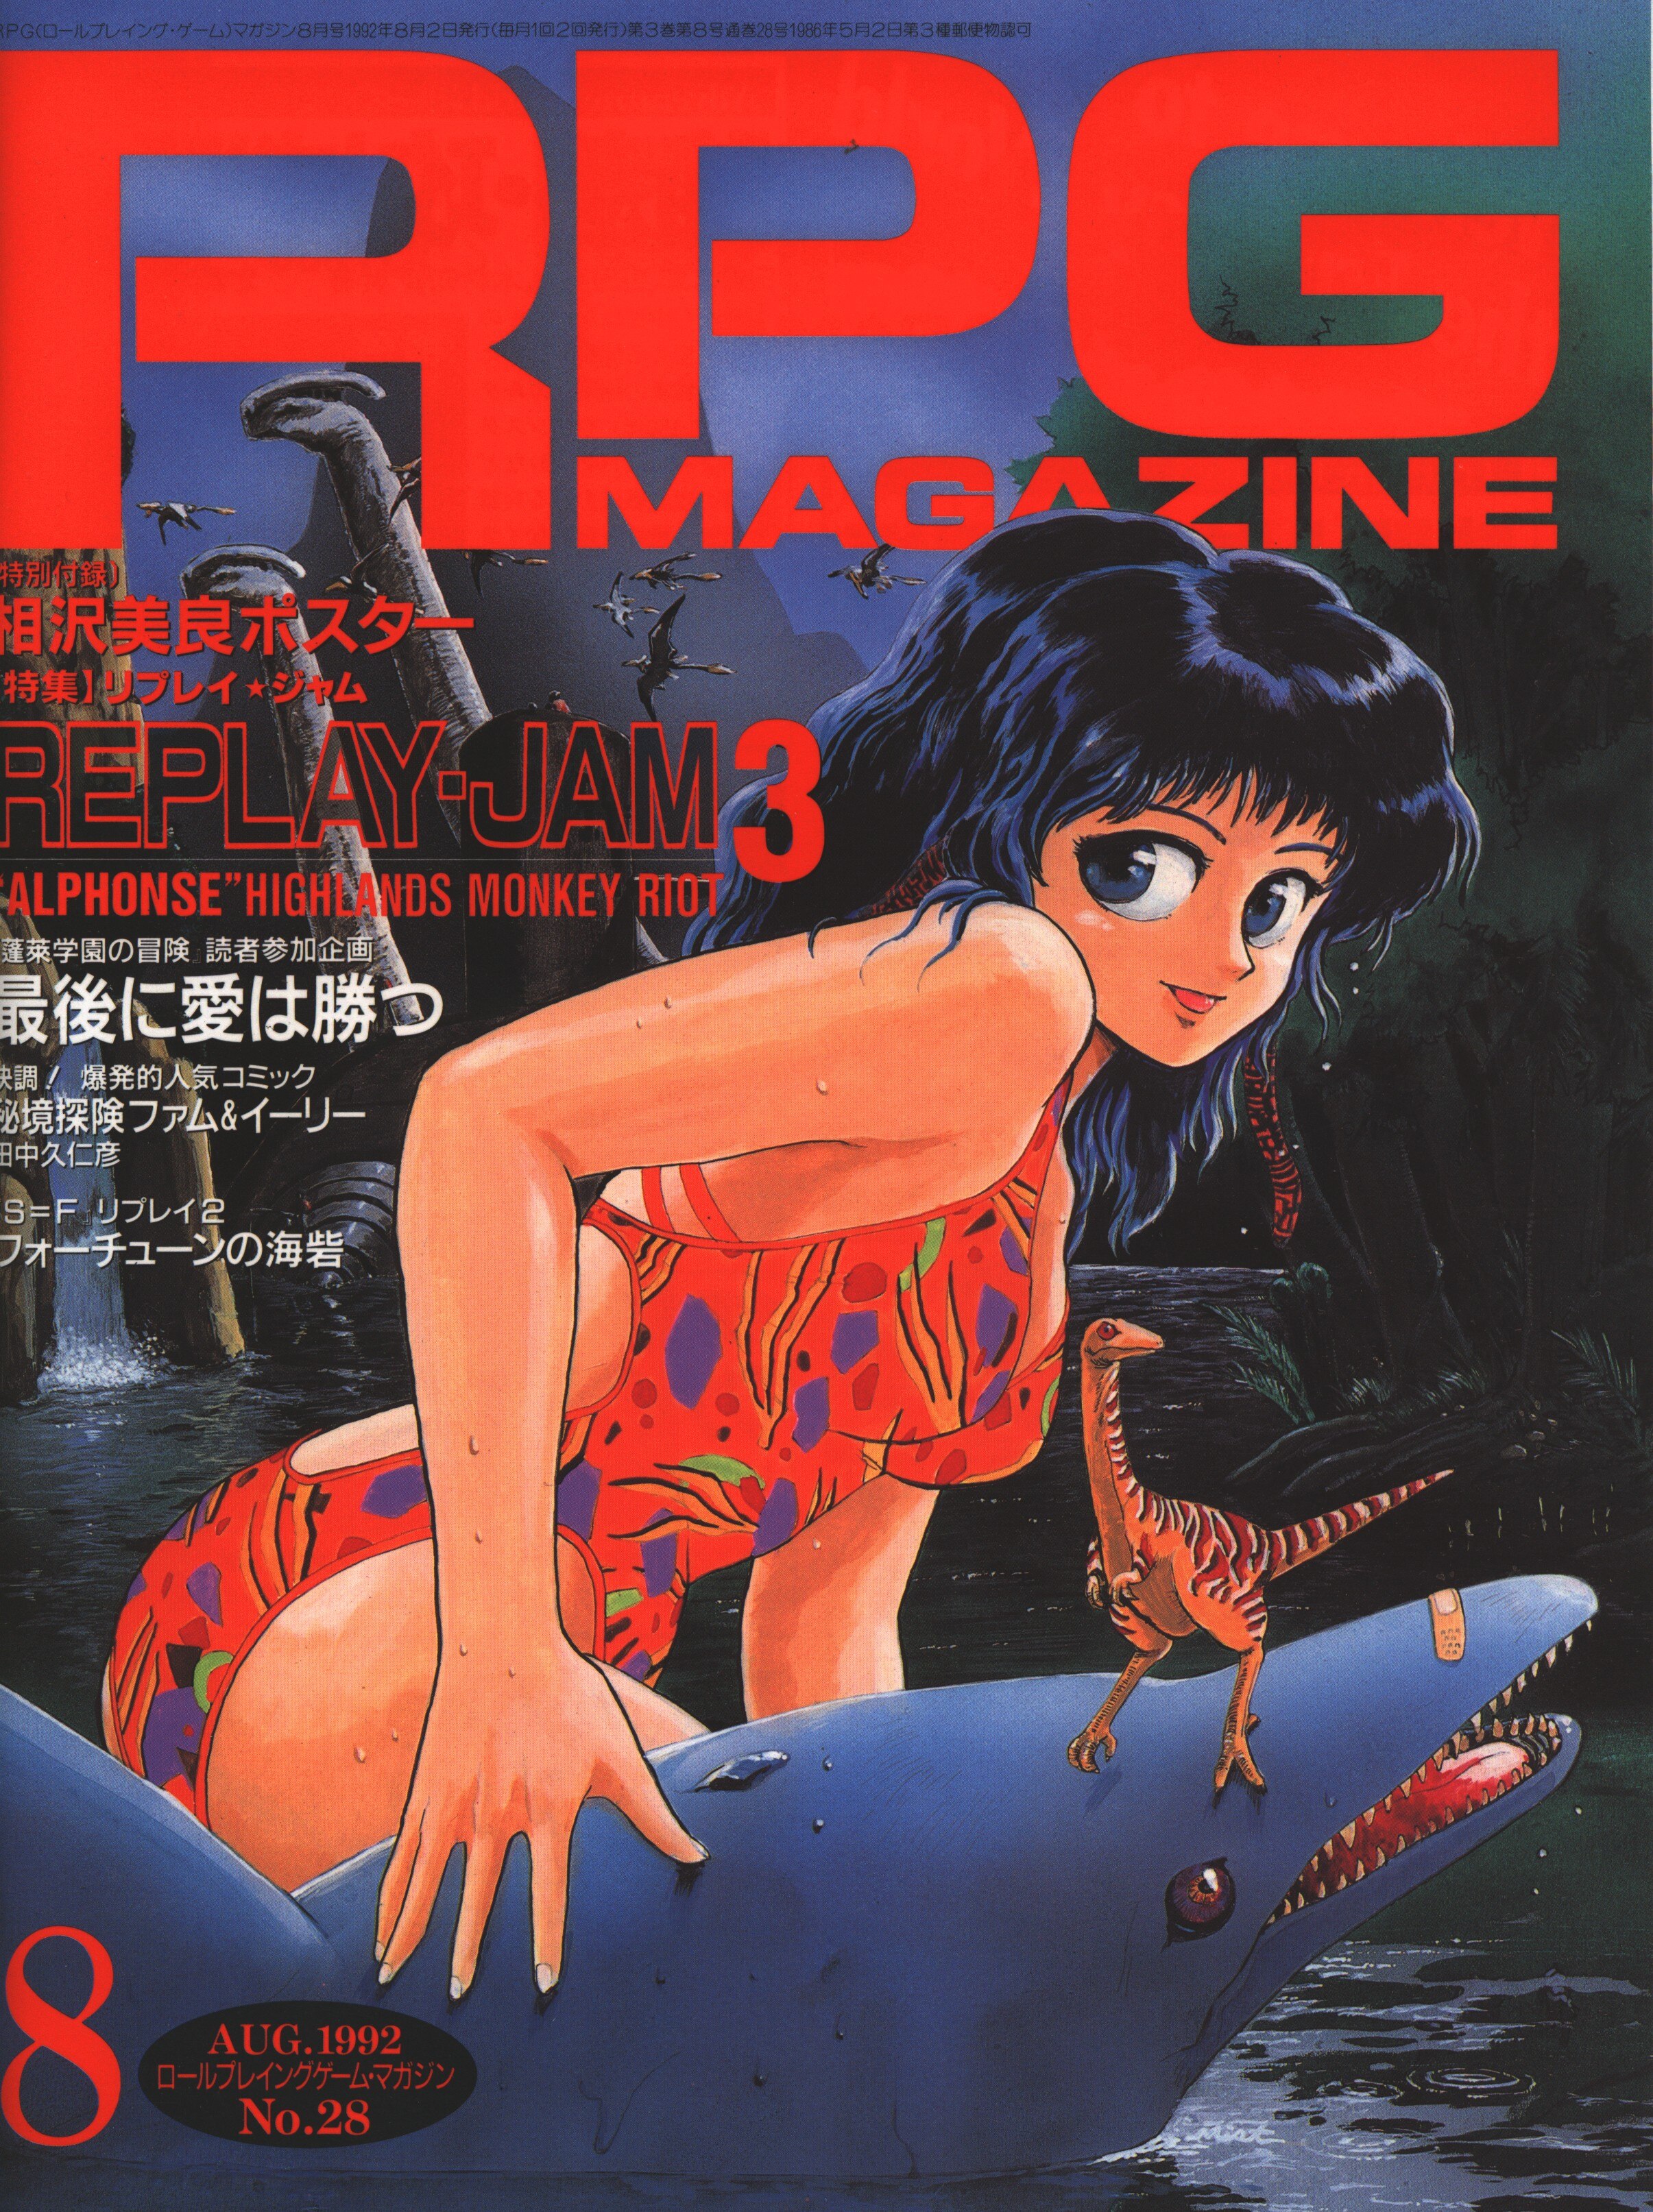 RPG(ロールプレイング・ゲーム)マガジン8月号1992年8月2日発行(毎月1回2回発行)第3巻第8号通巻28号1986年5月2日第3種郵便物認可
RPG
MAGAZINE
特別付録)
相沢美良ポスター
特集】リプレイ★ジャム
REPLAY・JAM3
“ALPHONSE”HIGHLANDS MONKEY RIOT
蓬萊学園の冒険』読者参加企画
最後に愛は勝つ
快調! 爆発的人気コミック
秘境探険ファム&イーリー
田中久仁彦
S=F』リプレイ2
フォーチューンの海砦
8
AUG.1992
ロールプレイングゲーム・マガジン
No.28
Mist